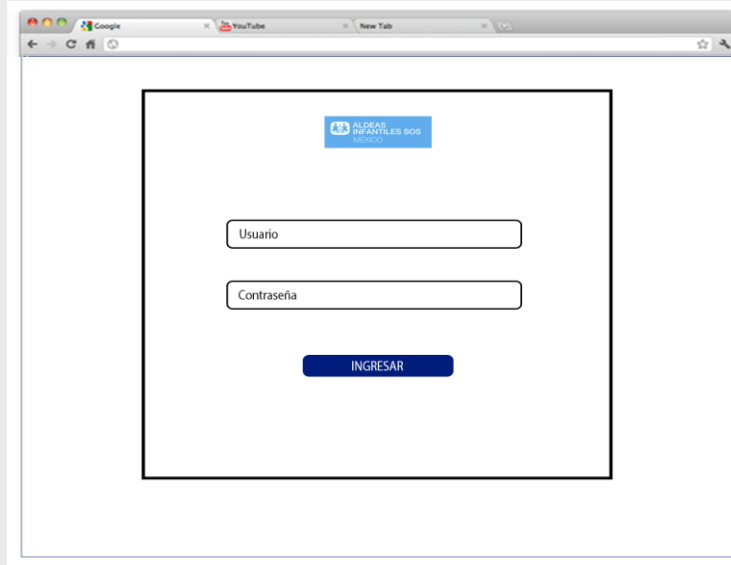 Google
YouTube
New Tab
ALDEAS
INFANTILES SOS
MÉXICO
Usuario
Contraseña
INGRESAR